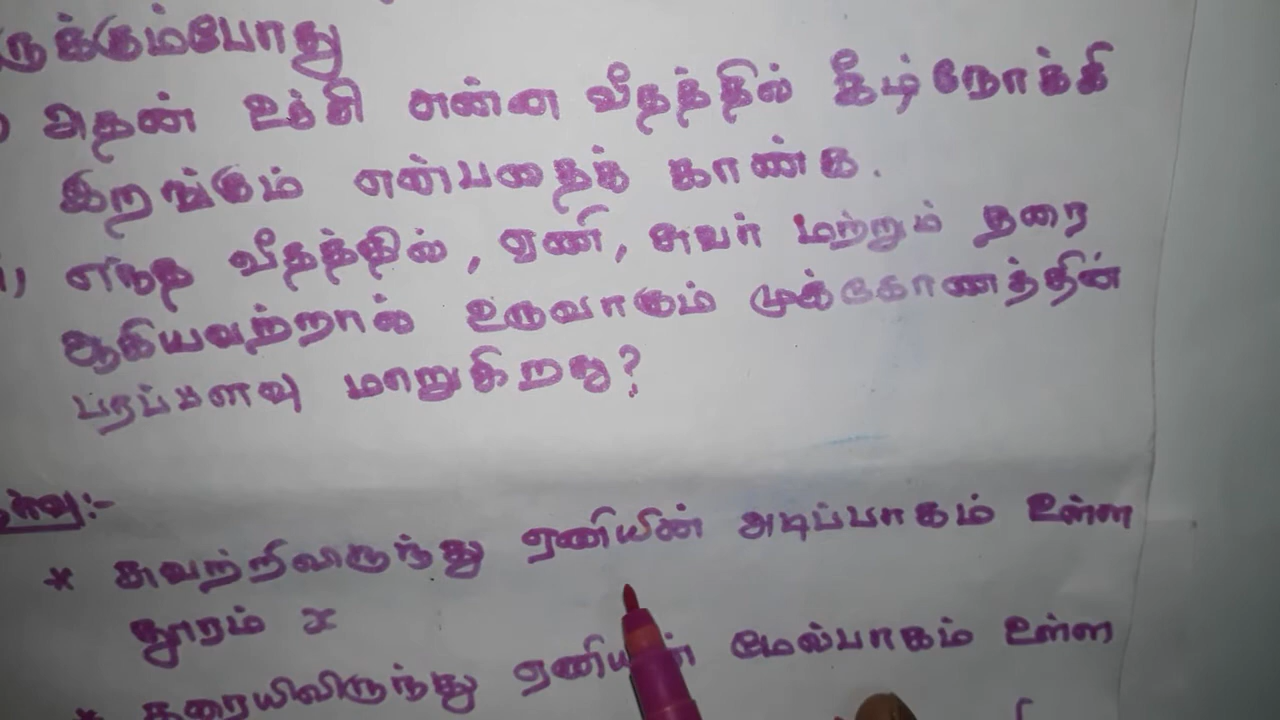 ருக்கும்போது
) அதன் உச்சி என்ன வீதத்தில் கீழ்நோக்கி
இறங்கும் என்பதைக் காண்க.
ii) எந்த வீதத்தில், ஏணி, சுவர் மற்றும் தரை
ஆகியவற்றால் உருவாகும் முக்கோணத்தின்
பரப்பளவு மாறுகிறது?
தீர்வு:-
* சுவற்றிலிருந்து ஏணியின் அடிப்பாகம் உள்ள
தூரம் x
* தரையிலிருந்து ஏணியின் மேல்பாகம் உள்ள